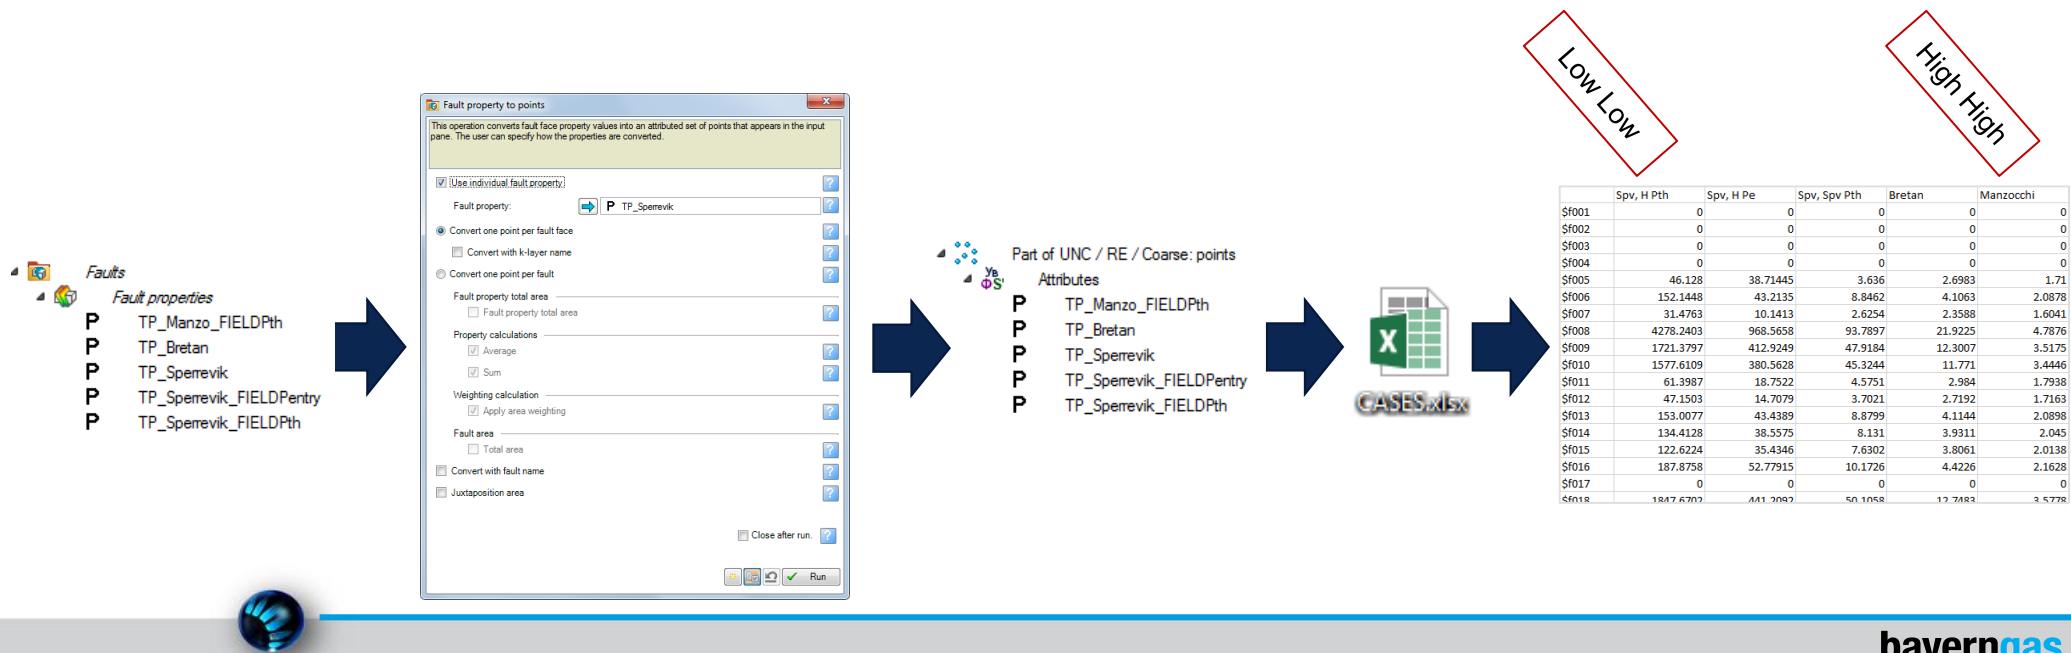 Faults
Fault properties
P TP_Manzo_FIELDPth
P TP_Bretan
P TP_Sperrevik
P TP_Sperrevik_FIELDPentry
P TP_Sperrevik_FIELDPth
Fault property to points
This operation converts fault face property values into an attributed set of points that appears in the input
pane. The user can specify how the properties are converted.
Use individual fault property
Fault property: P TP_Sperrevik
Convert one point per fault face
Convert with k-layer name
Convert one point per fault
Fault property total area
Fault property total area
Property calculations
Average
Sum
Weighting calculation
Apply area weighting
Fault area
Total area
Convert with fault name
Juxtaposition area
Close after run.
Run
Part of UNC / RE / Coarse: points
Attributes
P TP_Manzo_FIELDPth
P TP_Bretan
P TP_Sperrevik
P TP_Sperrevik_FIELDPentry
P TP_Sperrevik_FIELDPth
CASES.xlsx
Low Low
High High
Spv, H Pth Spv, H Pe Spv, Spv Pth Bretan Manzocchi
$f001 0 0 0 0 0
$f002 0 0 0 0 0
$f003 0 0 0 0 0
$f004 0 0 0 0 0
$f005 46.128 38.71445 3.636 2.6983 1.71
$f006 152.1448 43.2135 8.8462 4.1063 2.0878
$f007 31.4763 10.1413 2.6254 2.3588 1.6041
$f008 4278.2403 968.5658 93.7897 21.9225 4.7876
$f009 1721.3797 412.9249 47.9184 12.3007 3.5175
$f010 1577.6109 380.5628 45.3244 11.771 3.4446
$f011 61.3987 18.7522 4.5751 2.984 1.7938
$f012 47.1503 14.7079 3.7021 2.7192 1.7163
$f013 153.0077 43.4389 8.8799 4.1144 2.0898
$f014 134.4128 38.5575 8.131 3.9311 2.045
$f015 122.6224 35.4346 7.6302 3.8061 2.0138
$f016 187.8758 52.77915 10.1726 4.4226 2.1628
$f017 0 0 0 0 0
$f018 1847.6702 441.2092 50.1058 12.7483 3.5778
bayerngas